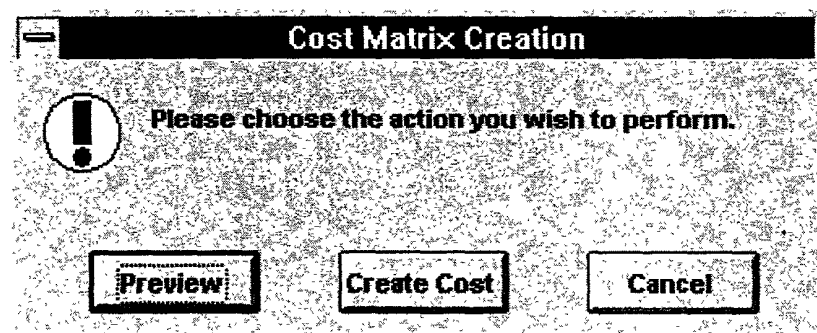 Cost Matrix Creation
Please choose the action you wish to perform.
Preview Create Cost Cancel